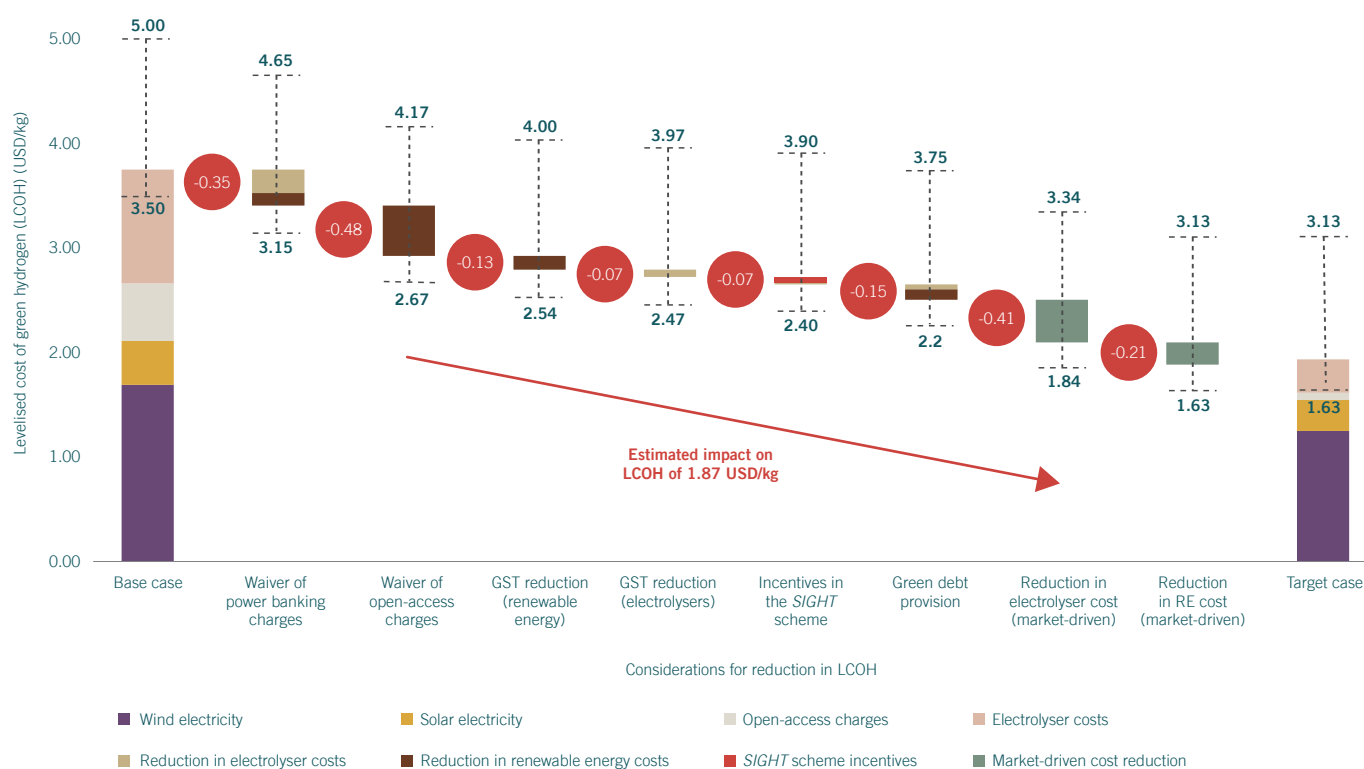 Levelised cost of green hydrogen (LCOH) (USD/kg)
5.00
4.00
3.00
2.00
1.00
0.00
5.00
3.50
-0.35
4.65
3.15
-0.48
4.17
2.67
-0.13
4.00
2.54
-0.07
3.97
2.47
-0.07
3.90
2.40
-0.15
3.75
2.2
-0.41
3.34
1.84
-0.21
3.13
1.63
3.13
1.63
Estimated impact on
LCOH of 1.87 USD/kg
Base case
Waiver of
power banking
charges
Waiver of
open-access
charges
GST reduction
(renewable
energy)
GST reduction
(electrolysers)
Incentives in
the SIGHT
scheme
Green debt
provision
Reduction in
electrolyser cost
(market-driven)
Reduction
in RE cost
(market-driven)
Target case
Considerations for reduction in LCOH
Wind electricity
Solar electricity
Open-access charges
Electrolyser costs
Reduction in electrolyser costs
Reduction in renewable energy costs
SIGHT scheme incentives
Market-driven cost reduction